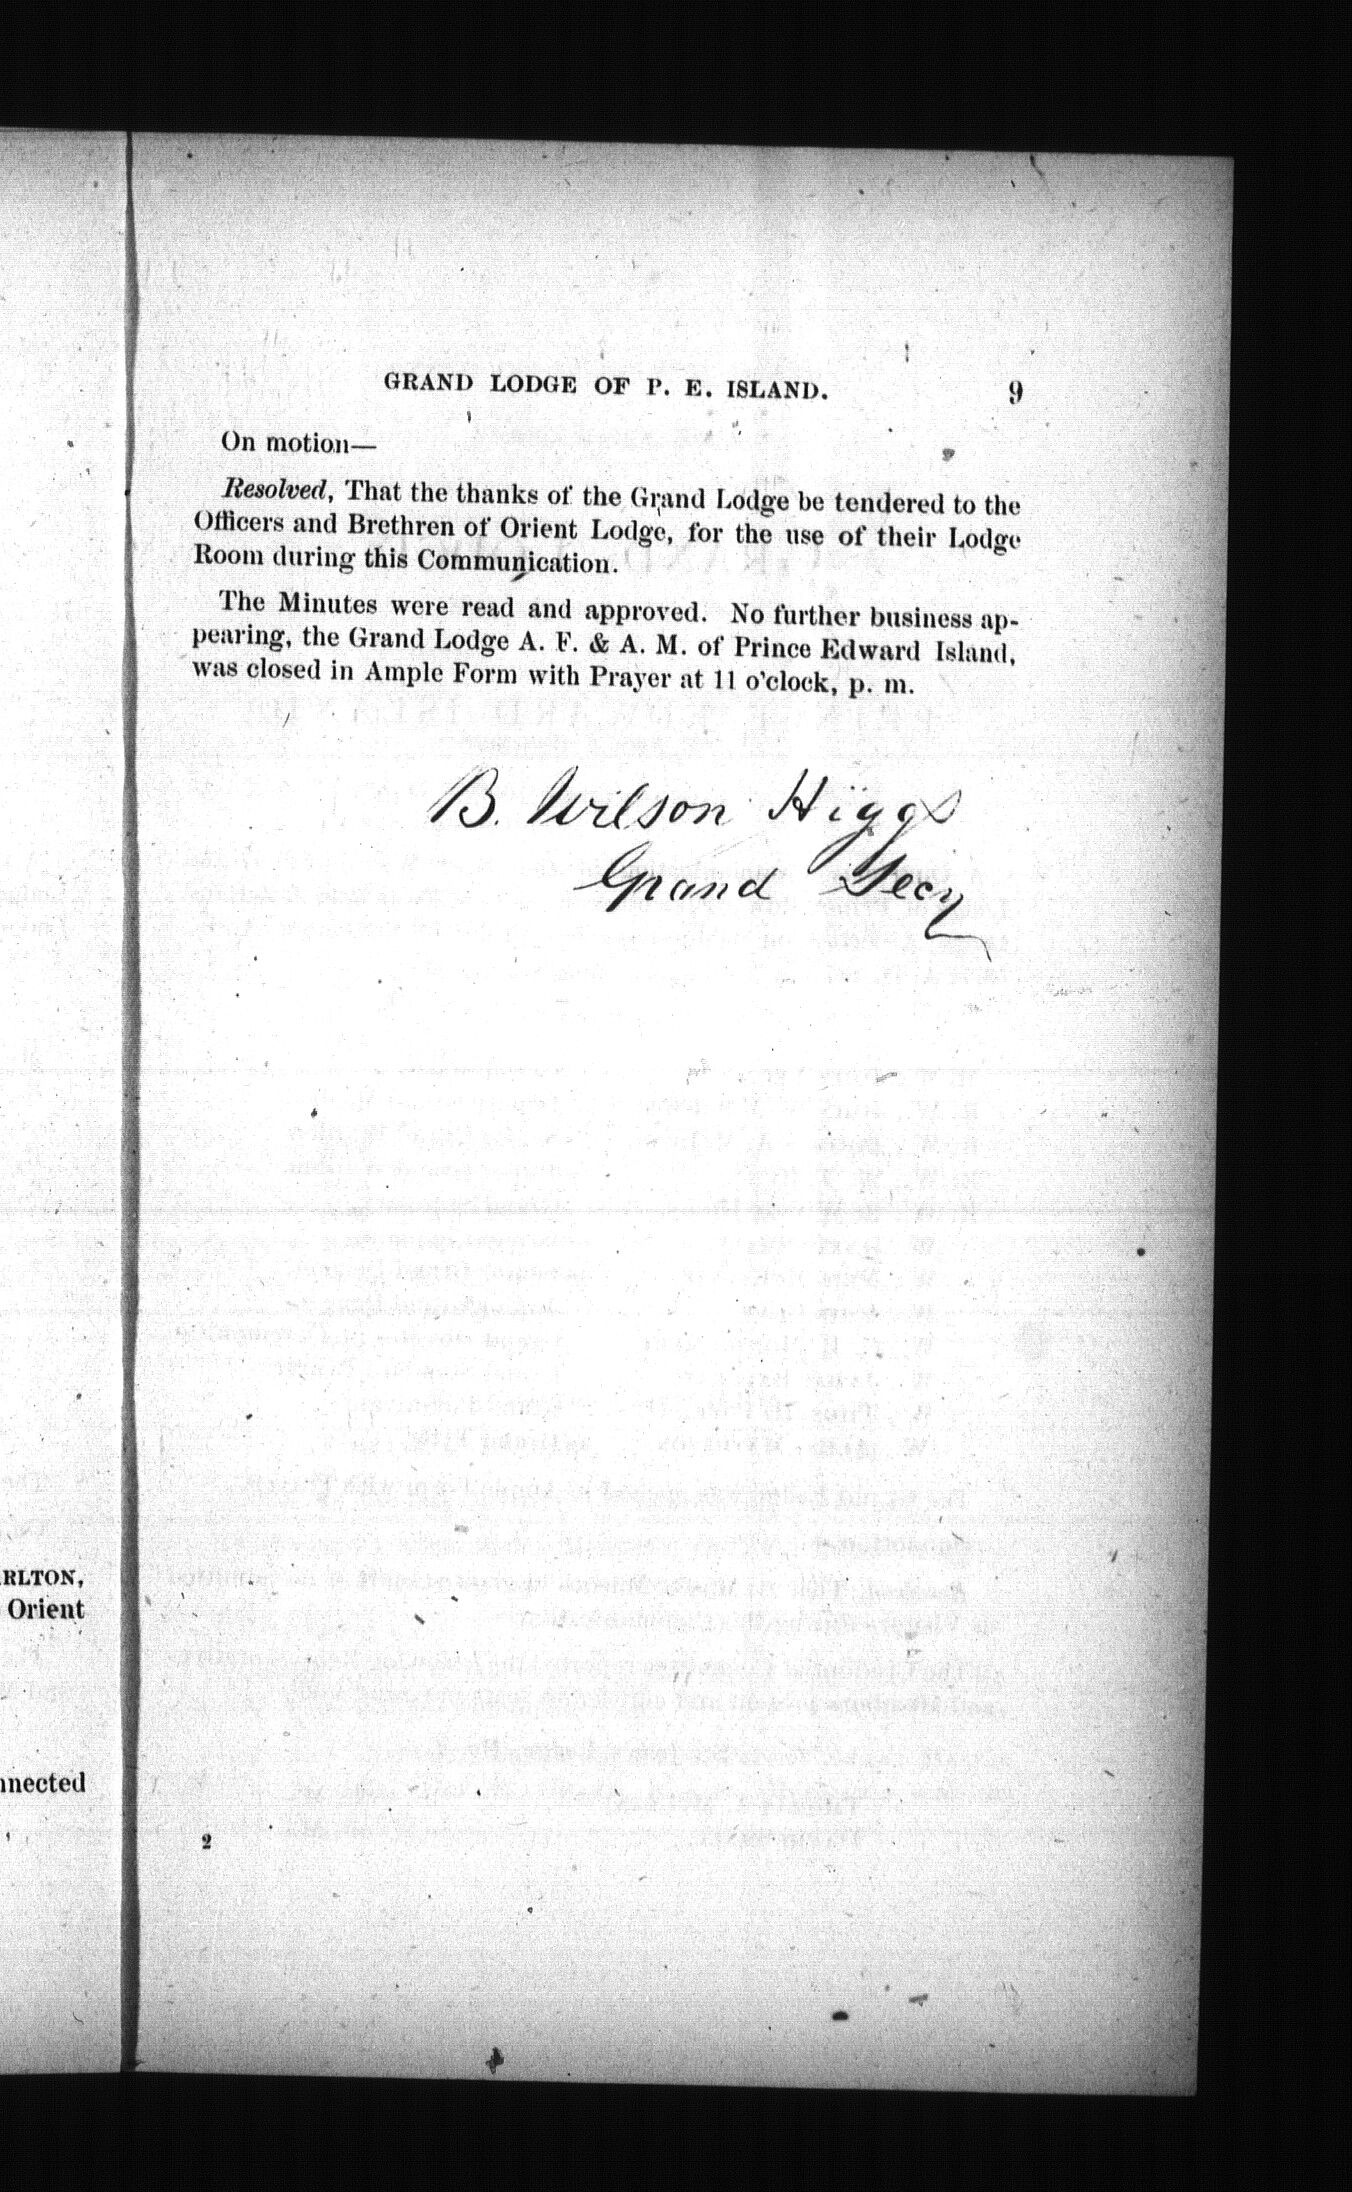 GRAND LODGE OF P. E. ISLAND. 9
On motion—
Resolved, That the thanks of the Grand Lodge be tendered to the
Officers and Brethren of Orient Lodge, for the use of their Lodge
Room during this Communication.
The Minutes were read and approved. No further business ap-
pearing, the Grand Lodge A. F. & A. M. of Prince Edward Island,
was closed in Ample Form with Prayer at 11 o'clock, p. m.
B. Wilson Higgs
Grand Secy
RLTON,
Orient
nnected
2